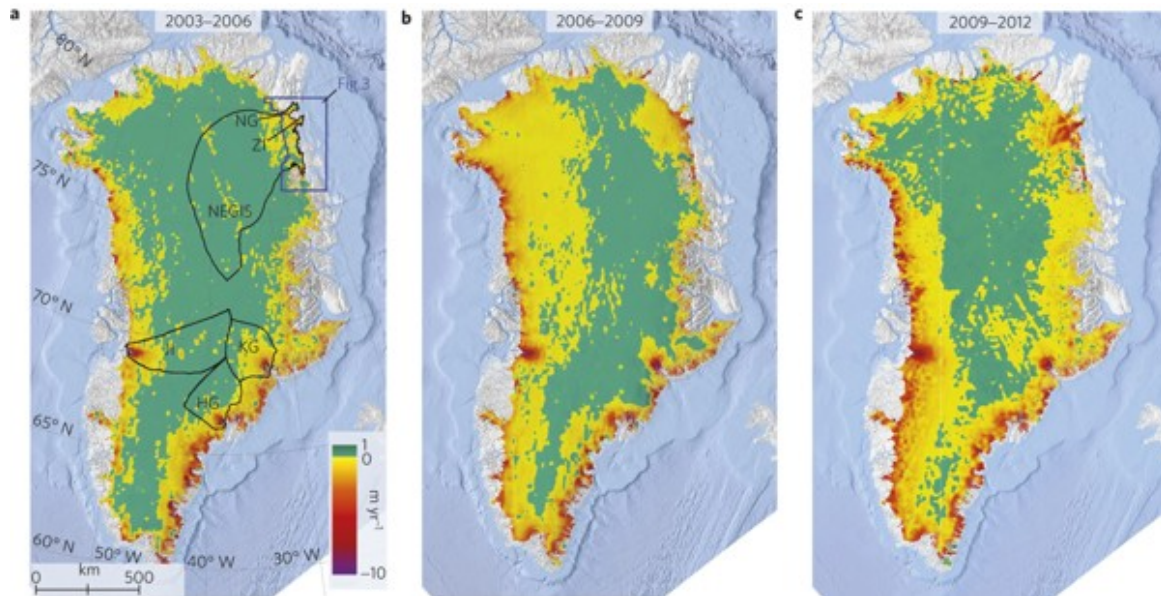 a
2003–2006
b
2006–2009
c
2009–2012
80° N
Fig.3
NG
ZI
75° N
NEGIS
70° N
JI
KG
HG
65° N
1
0
m yr⁻¹
–10
60° N
50° W
40° W
30° W
km
0
500